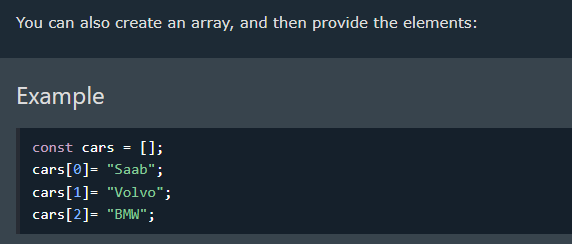 You can also create an array, and then provide the elements:
Example
const cars = [];
cars[0]= "Saab";
cars[1]= "Volvo";
cars[2]= "BMW";